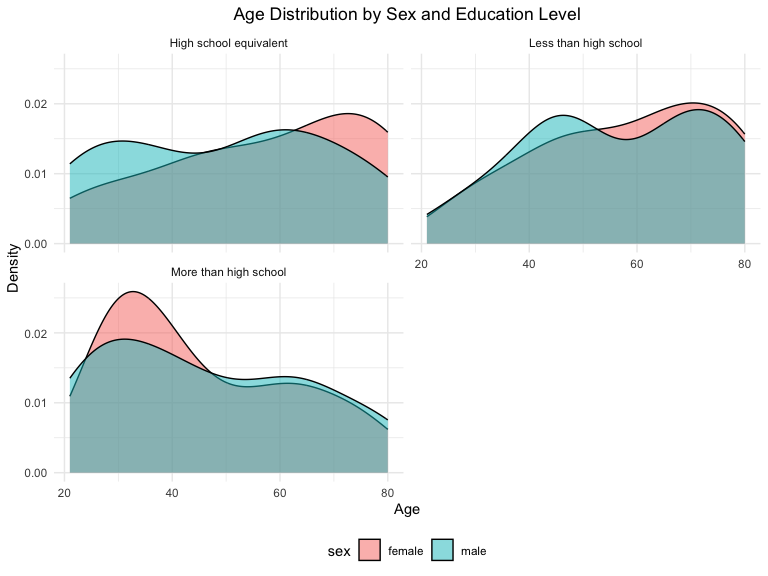 Age Distribution by Sex and Education Level
High school equivalent
Less than high school
0.02
0.01
0.00
20 40 60 80
Density
More than high school
0.02
0.01
0.00
20 40 60 80
Age
sex female male